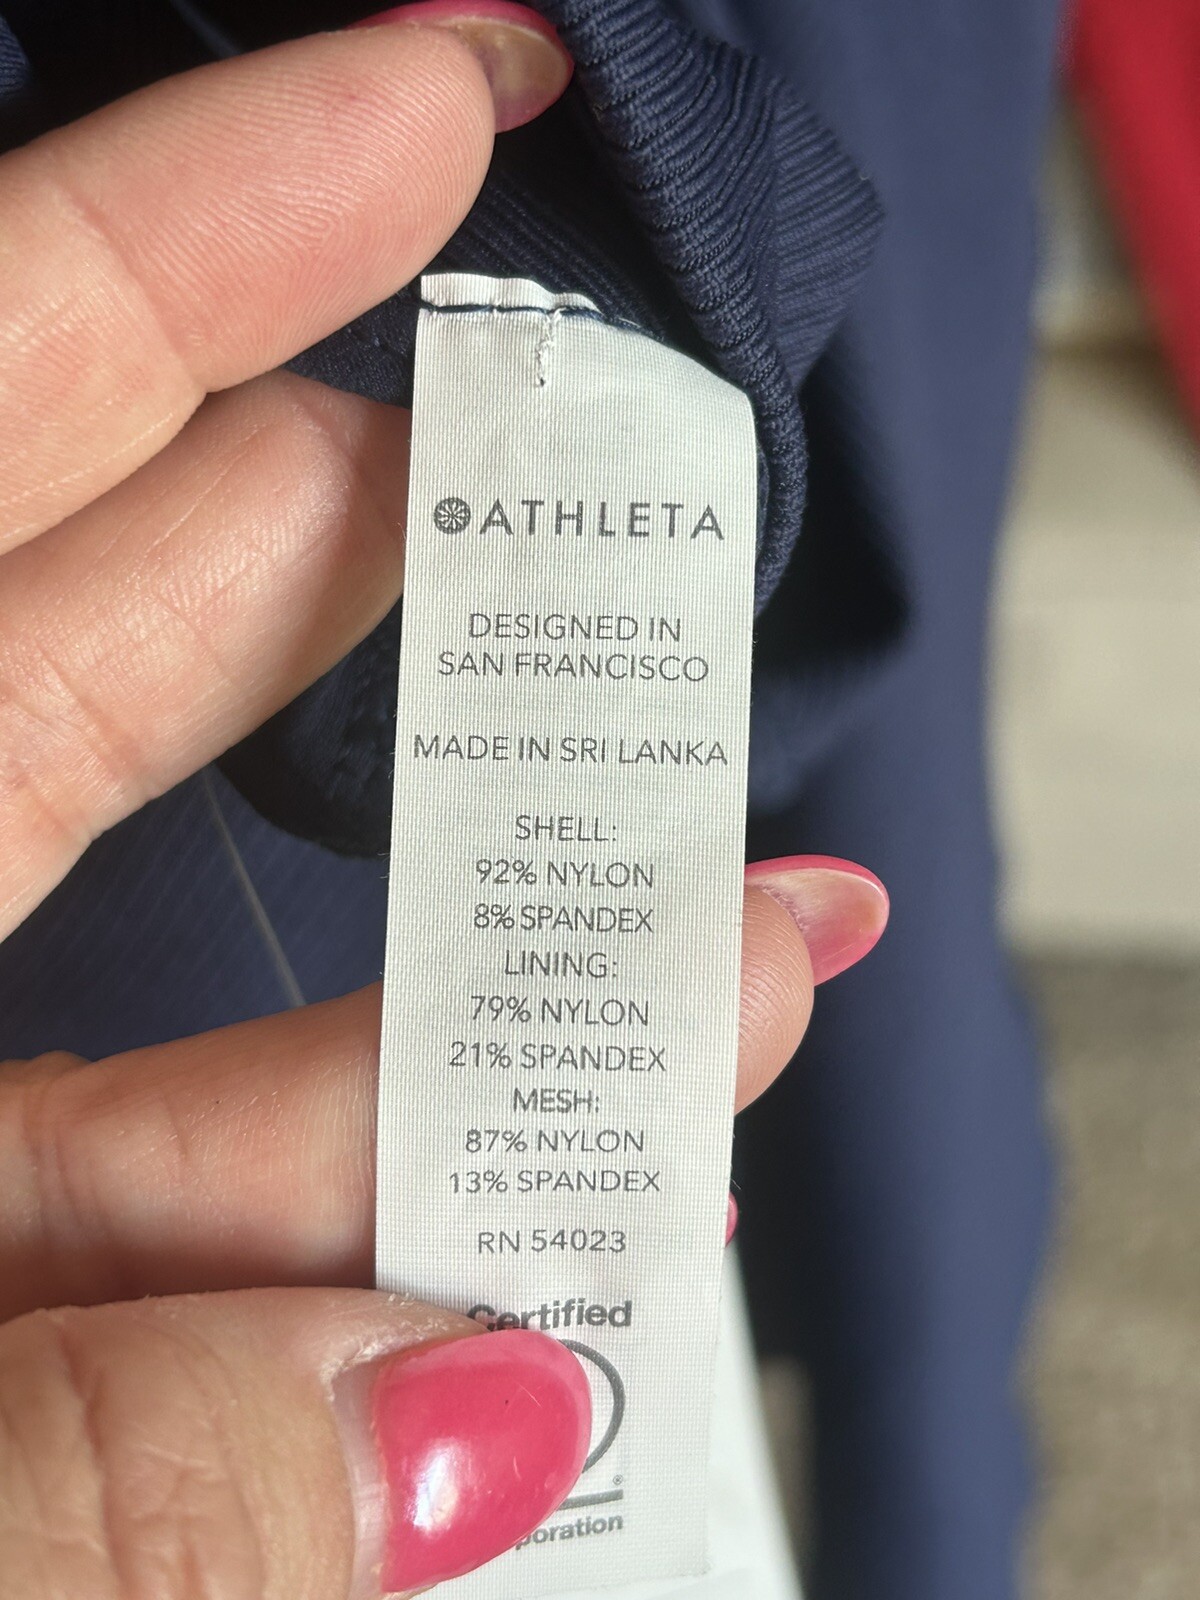 ATHLETA
DESIGNED IN
SAN FRANCISCO
MADE IN SRI LANKA
SHELL:
92% NYLON
8% SPANDEX
LINING:
79% NYLON
21% SPANDEX
MESH:
87% NYLON
13% SPANDEX
RN 54023
Certified
®
poration